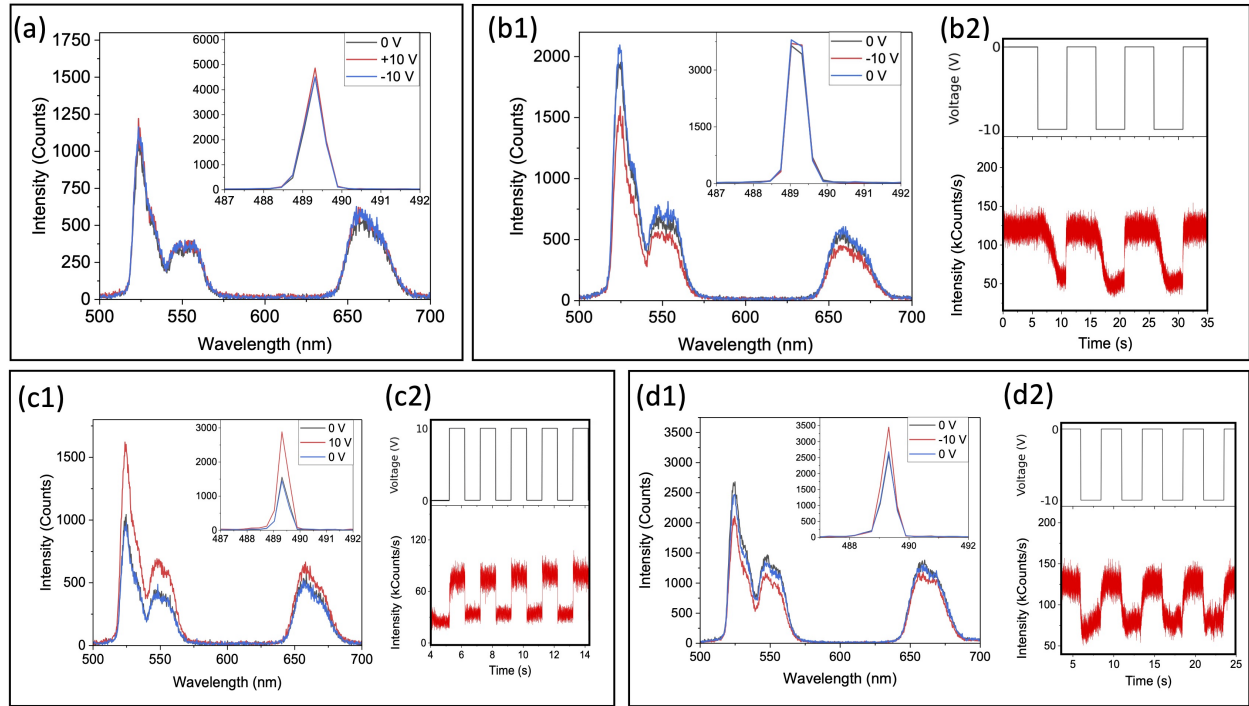 (a)
1750
1500
1250
1000
750
500
250
0
Intensity (Counts)
500 550 600 650 700
Wavelength (nm)
6000
5000
4000
3000
2000
1000
0
487 488 489 490 491 492
0 V
+10 V
-10 V
(b1)
2000
1500
1000
500
0
Intensity (Counts)
500 550 600 650 700
Wavelength (nm)
3000
1500
0
487 488 489 490 491 492
0 V
-10 V
0 V
(b2)
0
-10
Voltage (V)
200
150
100
50
Intensity (kCounts/s)
0 5 10 15 20 25 30 35
Time (s)
(c1)
1500
1000
500
0
Intensity (Counts)
500 550 600 650 700
Wavelength (nm)
3000
2000
1000
0
487 488 489 490 491 492
0 V
10 V
0 V
(c2)
10
0
Voltage (V)
120
90
60
30
0
Intensity (kCounts/s)
4 6 8 10 12 14
Time (s)
(d1)
3500
3000
2500
2000
1500
1000
500
0
Intensity (Counts)
500 550 600 650 700
Wavelength (nm)
3500
3000
2500
2000
1500
1000
500
0
488 490 492
0 V
-10 V
0 V
(d2)
0
-10
Voltage (V)
200
150
100
50
Intensity (kCounts/s)
5 10 15 20 25
Time (s)